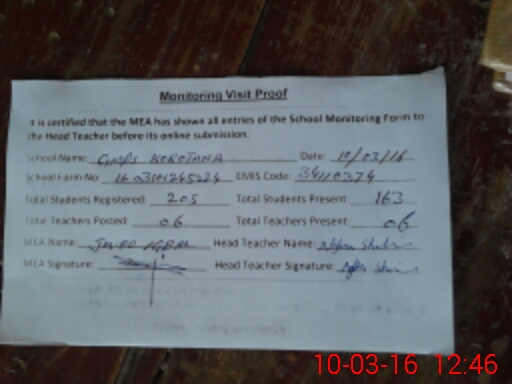 Monitoring Visit Proof
It is certified that the MEA has shown all entries of the School Monitoring Form to
the Head Teacher before its online submission.
School Name: GMPS KOROTANA Date: 10/03/16
School Form No: EMIS Code: 34110374
Total Students Registered: 205 Total Students Present: 163
Total Teachers Posted: 06 Total Teachers Present: 06
MEA Name: Head Teacher Name:
MEA Signature: Head Teacher Signature:
10-03-16 12:46